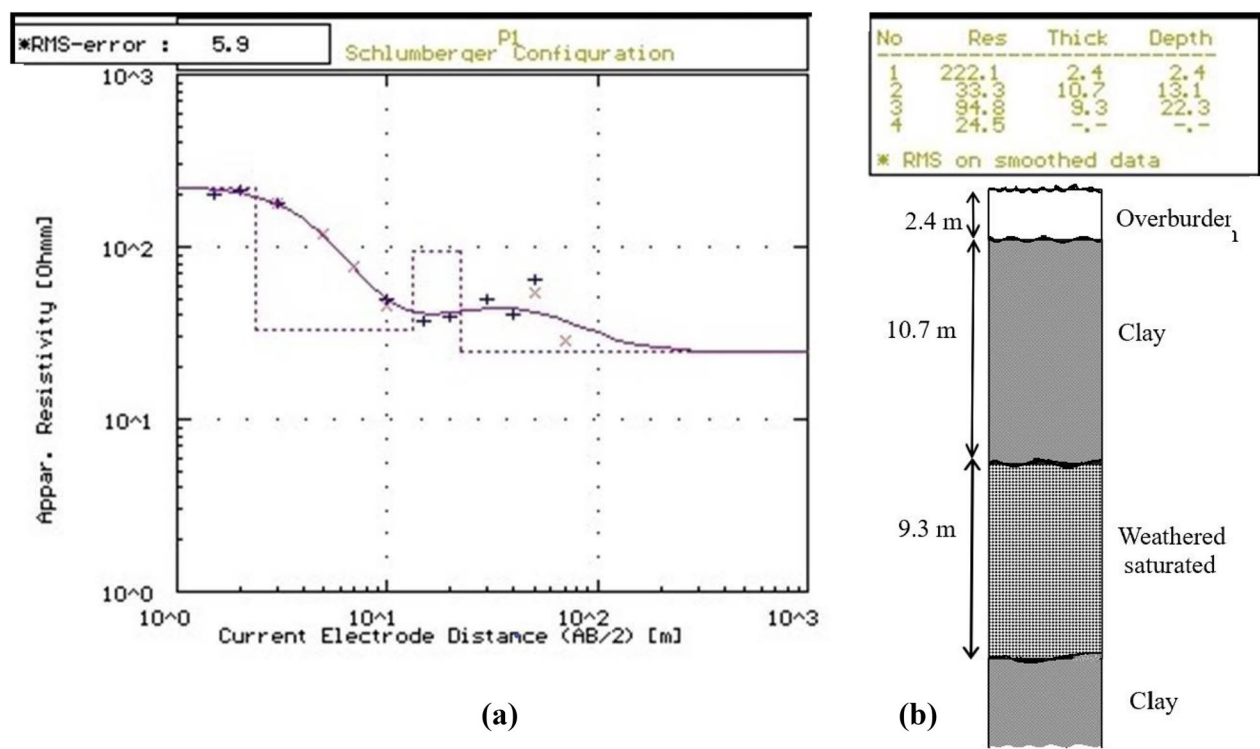 *RMS-error : 5.9
P1
Schlumberger Configuration
10^3
10^2
10^1
10^0
Appar. Resistivity [Ohmm]
10^0 10^1 10^2 10^3
Current Electrode Distance (AB/2) [m]
(a)
No Res Thick Depth
1 222.1 2.4 2.4
2 33.3 10.7 13.1
3 94.8 9.3 22.3
4 24.5 -.- -.-
* RMS on smoothed data
2.4 m
Overburden
10.7 m
Clay
9.3 m
Weathered
saturated
Clay
(b)